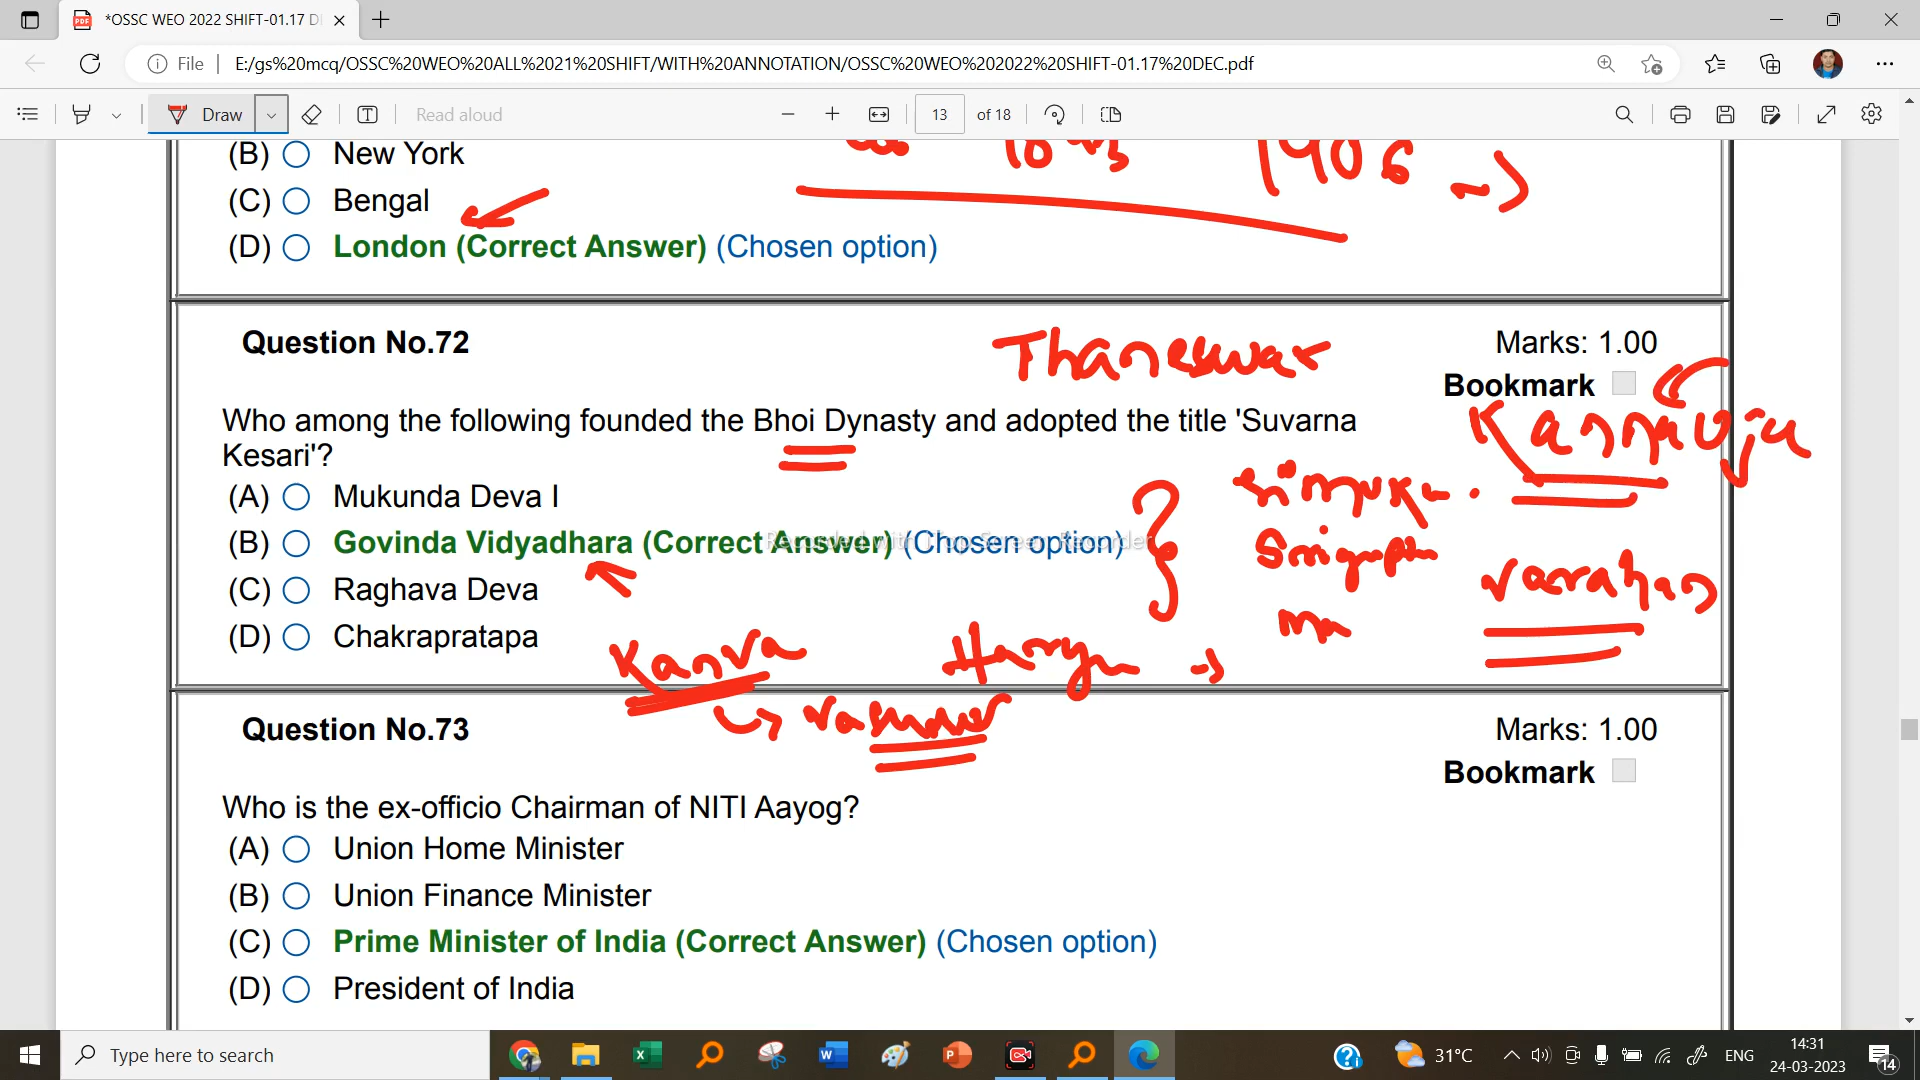 *OSSC WEO 2022 SHIFT-01.17 D
File
E:/gs%20mcq/OSSC%20WEO%20ALL%2021%20SHIFT/WITH%20ANNOTATION/OSSC%20WEO%202022%20SHIFT-01.17%20DEC.pdf
Draw
Read aloud
13 of 18
(B) New York
1906
(C) Bengal
(D) London (Correct Answer) (Chosen option)
Question No.72
Thaneswar
Marks: 1.00
Bookmark
Kannauja
Who among the following founded the Bhoi Dynasty and adopted the title 'Suvarna
Kesari'?
(A) Mukunda Deva I
(B) Govinda Vidyadhara (Correct Answer) (Chosen option)
(C) Raghava Deva
(D) Chakrapratapa
Kanva
Question No.73
Marks: 1.00
Bookmark
Who is the ex-officio Chairman of NITI Aayog?
(A) Union Home Minister
(B) Union Finance Minister
(C) Prime Minister of India (Correct Answer) (Chosen option)
(D) President of India
Type here to search
31°C
ENG
14:31
24-03-2023
14